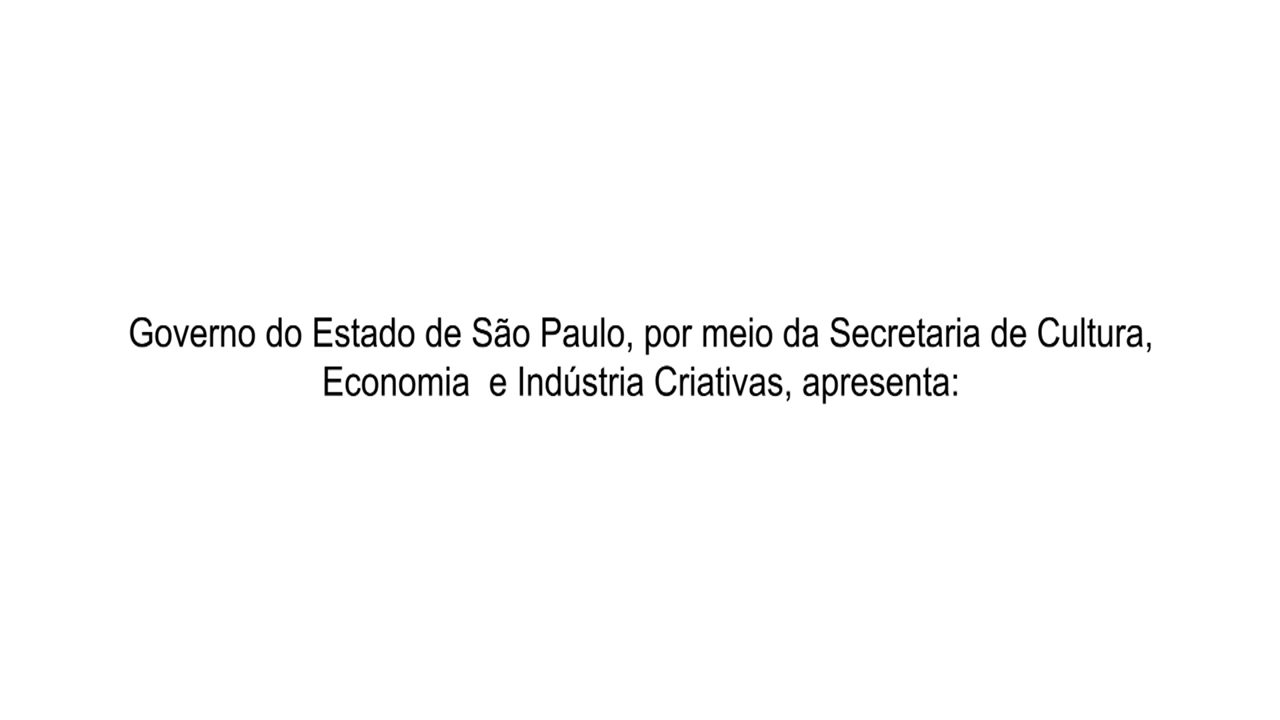 Governo do Estado de São Paulo, por meio da Secretaria de Cultura,
Economia  e Indústria Criativas, apresenta: